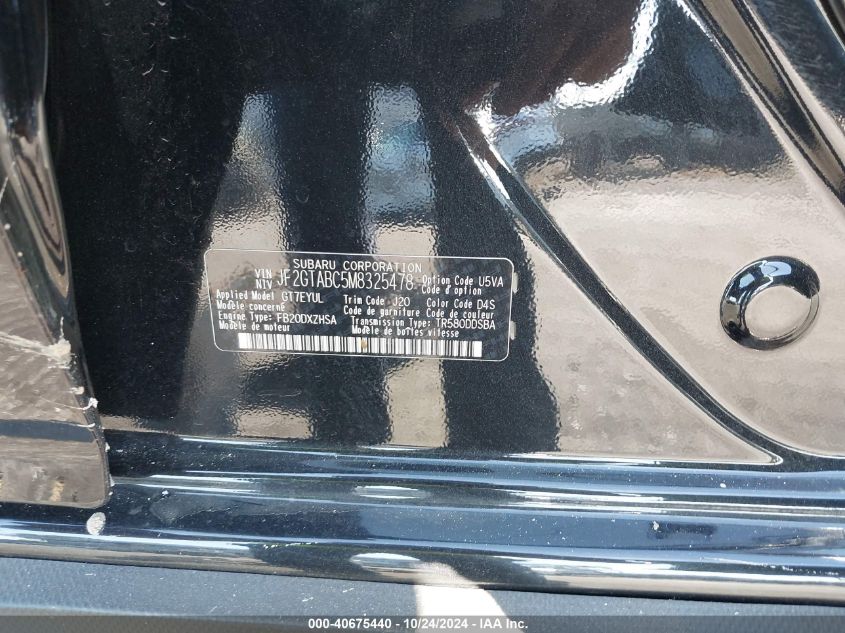 SUBARU CORPORATION
VIN NIV JF2GTABC5M8325478 Option Code U5VA
Code d'option
Applied Model GT7EYUL Trim Code J20 Color Code D4S
Modèle concerné Code de garniture Code de couleur
Engine Type: FB20DXZHSA Transmission Type: TR580DDSBA
Modèle de moteur Modèle de boîtes vitesse
000-40675440 - 10/24/2024 - IAA Inc.